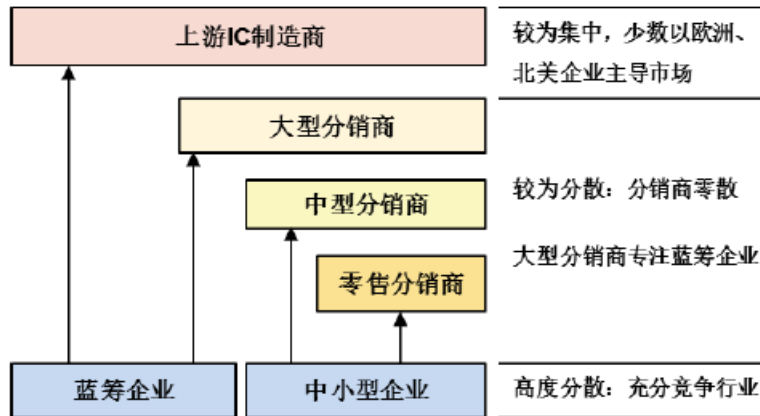 上游IC制造商
较为集中，少数以欧洲、
北美企业主导市场
大型分销商
中型分销商
较为分散：分销商零散
零售分销商
大型分销商专注蓝筹企业
蓝筹企业
中小型企业
高度分散：充分竞争行业